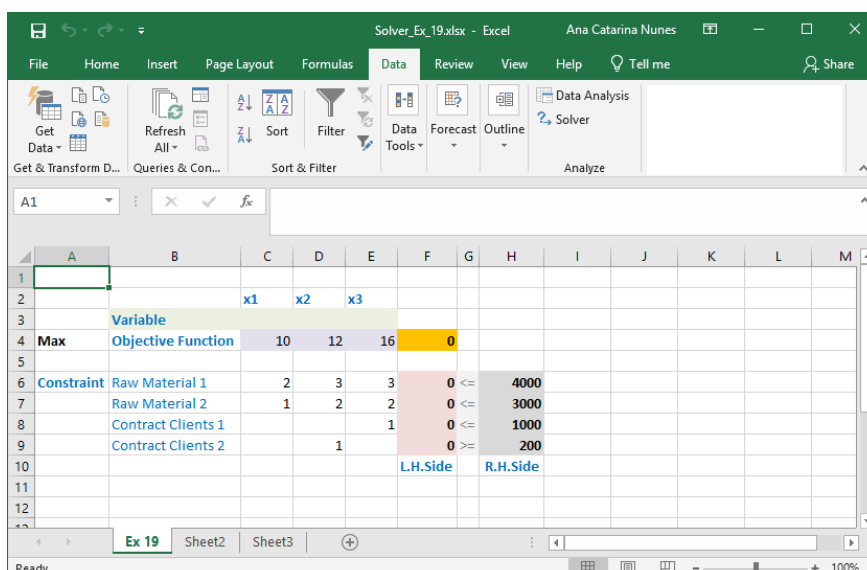 Solver_Ex_19.xlsx - Excel Ana Catarina Nunes
File Home Insert Page Layout Formulas Data Review View Help Tell me Share
Get Data
Refresh All
Sort
Filter
Data Tools
Forecast
Outline
Data Analysis
Solver
Get & Transform D... Queries & Con... Sort & Filter Analyze
A1 fx
A B C D E F G H I J K L M
1
2 x1 x2 x3
3 Variable
4 Max Objective Function 10 12 16 0
5
6 Constraint Raw Material 1 2 3 3 0 <= 4000
7 Raw Material 2 1 2 2 0 <= 3000
8 Contract Clients 1 1 0 <= 1000
9 Contract Clients 2 1 0 >= 200
10 L.H.Side R.H.Side
11
12
Ex 19 Sheet2 Sheet3
Ready 100%